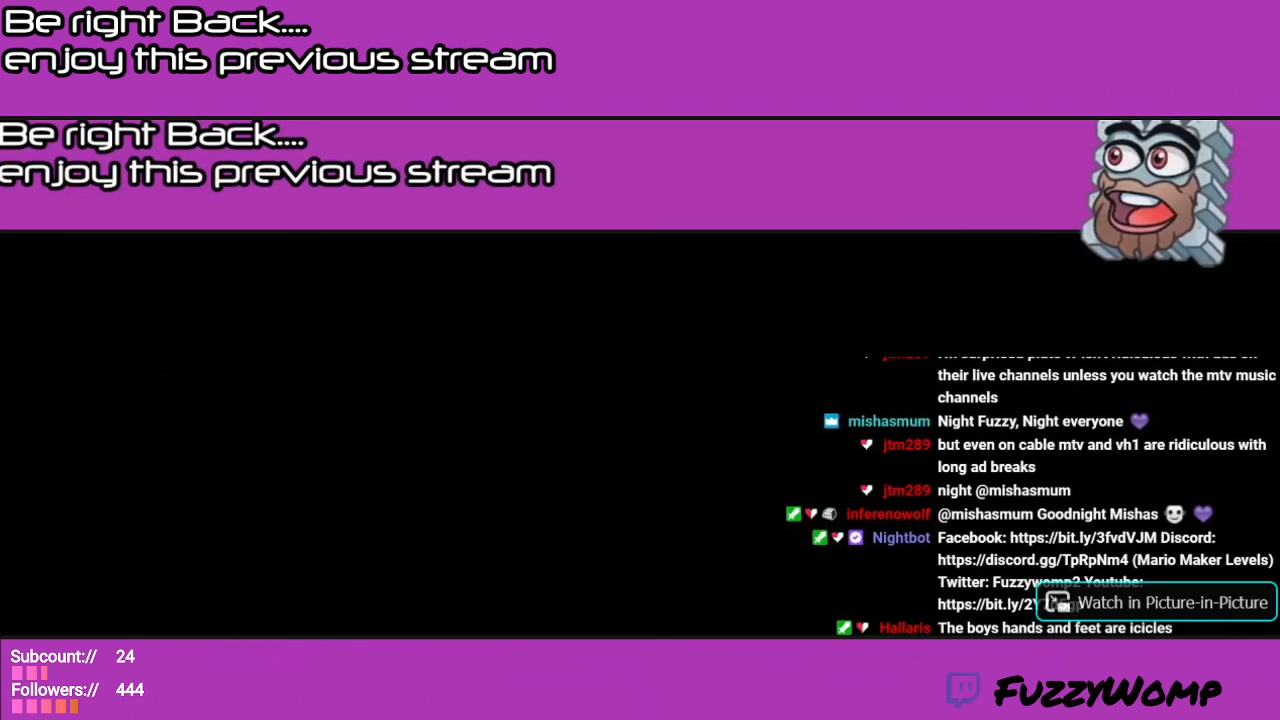 Be right Back....
enjoy this previous stream
Be right Back....
enjoy this previous stream
their live channels unless you watch the mtv music
channels
mishasmum Night Fuzzy, Night everyone
jtm289 but even on cable mtv and vh1 are ridiculous with
long ad breaks
jtm289 night @mishasmum
inferenowolf @mishasmum Goodnight Mishas
Nightbot Facebook: https://bit.ly/3fvdVJM Discord:
https://discord.gg/TpRpNm4 (Mario Maker Levels)
Twitter: Fuzzywomp2 Youtube:
Watch in Picture-in-Picture
Hallaris The boys hands and feet are icicles
Subcount:// 24
Followers:// 444
FuzzyWomp